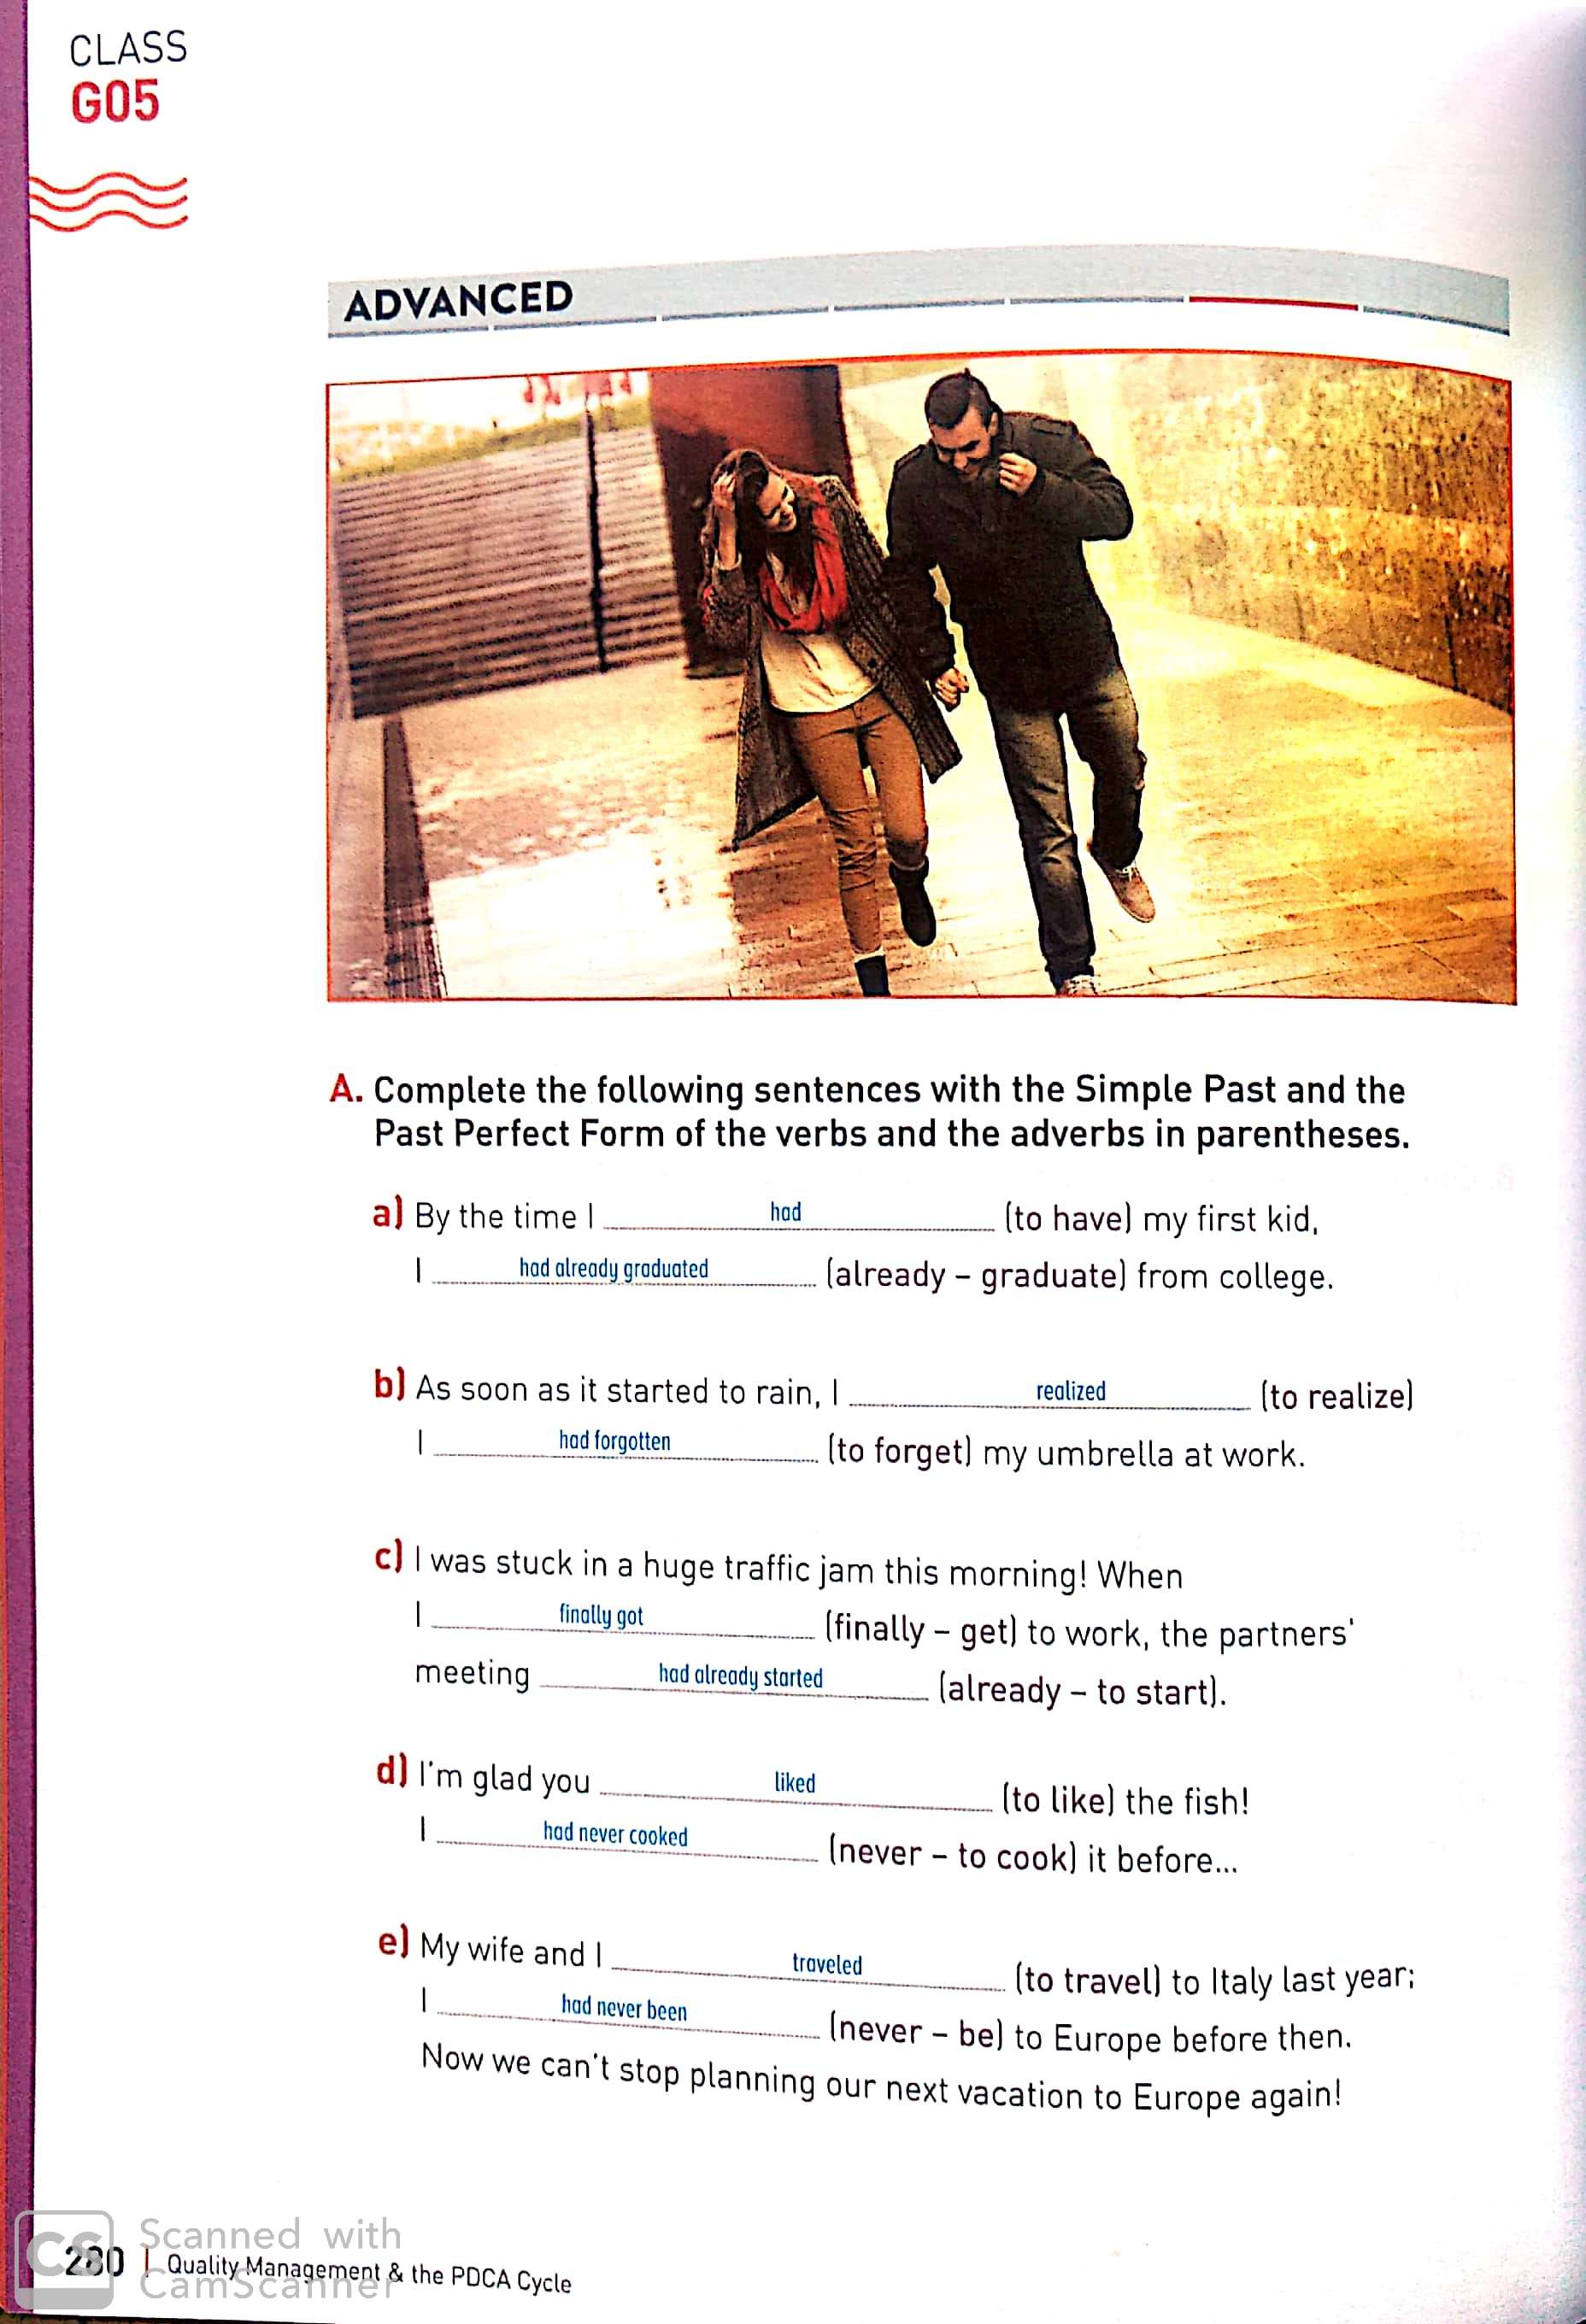 CLASS
G05
ADVANCED
A. Complete the following sentences with the Simple Past and the
Past Perfect Form of the verbs and the adverbs in parentheses.
a) By the time I had (to have) my first kid,
I had already graduated (already – graduate) from college.
b) As soon as it started to rain, I realized (to realize)
I had forgotten (to forget) my umbrella at work.
c) I was stuck in a huge traffic jam this morning! When
I finally got (finally – get) to work, the partners'
meeting had already started (already – to start).
d) I'm glad you liked (to like) the fish!
I had never cooked (never – to cook) it before...
e) My wife and I traveled (to travel) to Italy last year;
I had never been (never – be) to Europe before then.
Now we can't stop planning our next vacation to Europe again!
CS Scanned with
280 | Quality Management & the PDCA Cycle
CamScanner